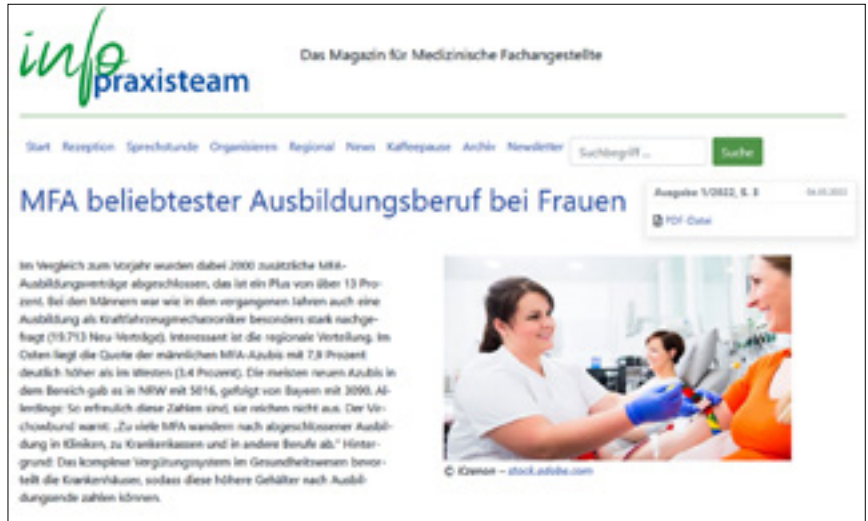 info
praxisteam
Das Magazin für Medizinische Fachangestellte
Start Rezeption Sprechstunde Organisieren Regional News Kaffeepause Archiv Newsletter Suchbegriff ... Suche
MFA beliebtester Ausbildungsberuf bei Frauen
Ausgabe 1/2022, S. 3
PDF-Datei
Im Vergleich zum Vorjahr wurden dabei 2000 zusätzliche MFA-
Ausbildungsverträge abgeschlossen, das ist ein Plus von über 13 Pro-
zent. Bei den Männern war wie in den vergangenen Jahren auch eine
Ausbildung als Kraftfahrzeugmechatroniker besonders stark nachge-
fragt (19.713 Neu-Verträge). Interessant ist die regionale Verteilung. Im
Osten liegt die Quote der männlichen MFA-Azubis mit 7,8 Prozent
deutlich höher als im Westen (3,4 Prozent). Die meisten neuen Azubis in
dem Bereich gab es in NRW mit 5016, gefolgt von Bayern mit 3090. Al-
lerdings: So erfreulich diese Zahlen sind, sie reichen nicht aus. Der Vir-
chowbund warnt: „Zu viele MFA wandern nach abgeschlossener Ausbil-
dung in Kliniken, zu Krankenkassen und in andere Berufe ab.“ Hinter-
grund: Das komplexe Vergütungssystem im Gesundheitswesen bevor-
teilt die Krankenhäuser, sodass diese höhere Gehälter nach Ausbil-
dungsende zahlen können.
© Kzenon – stock.adobe.com